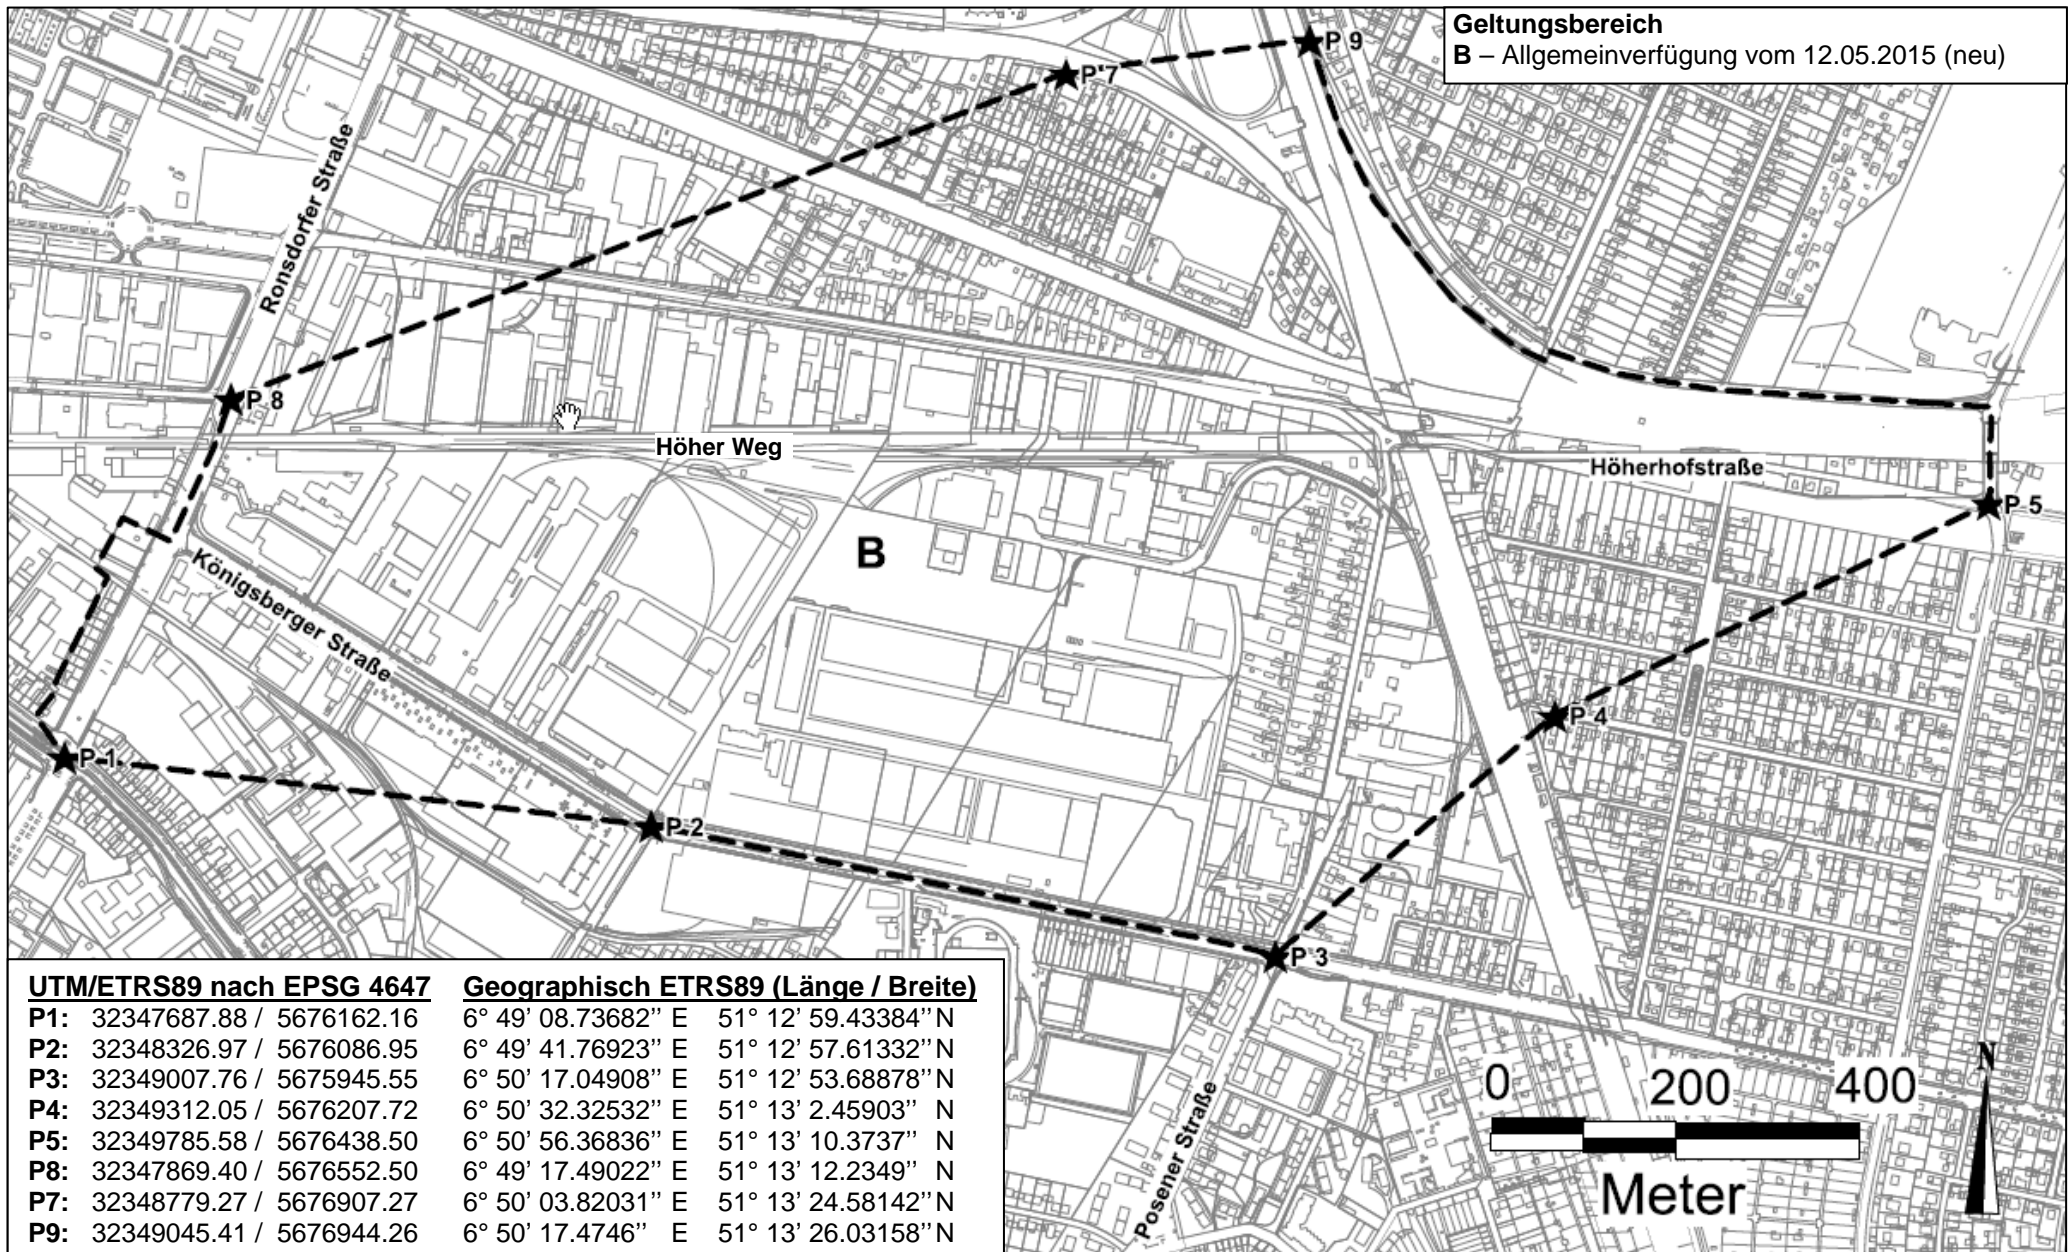 Geltungsbereich
B – Allgemeinverfügung vom 12.05.2015 (neu)
P 9
P 7
Ronsdorfer Straße
P 8
Höher Weg
Höherhofstraße
P 5
B
Königsberger Straße
P 4
P 1
P 2
P 3
Posener Straße
UTM/ETRS89 nach EPSG 4647 Geographisch ETRS89 (Länge / Breite)
P1: 32347687.88 / 5676162.16 6° 49’ 08.73682’’ E 51° 12’ 59.43384’’ N
P2: 32348326.97 / 5676086.95 6° 49’ 41.76923’’ E 51° 12’ 57.61332’’ N
P3: 32349007.76 / 5675945.55 6° 50’ 17.04908’’ E 51° 12’ 53.68878’’ N
P4: 32349312.05 / 5676207.72 6° 50’ 32.32532’’ E 51° 13’ 2.45903’’ N
P5: 32349785.58 / 5676438.50 6° 50’ 56.36836’’ E 51° 13’ 10.3737’’ N
P8: 32347869.40 / 5676552.50 6° 49’ 17.49022’’ E 51° 13’ 12.2349’’ N
P7: 32348779.27 / 5676907.27 6° 50’ 03.82031’’ E 51° 13’ 24.58142’’ N
P9: 32349045.41 / 5676944.26 6° 50’ 17.4746’’ E 51° 13’ 26.03158’’ N
0 200 400
Meter
N